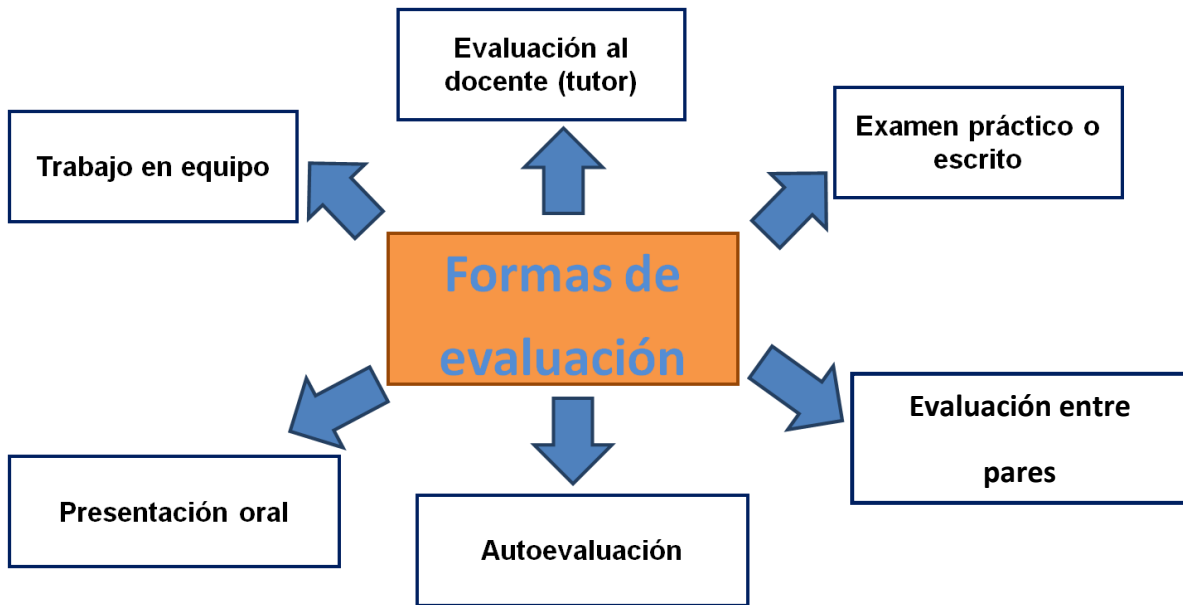 Evaluación al
docente (tutor)
Trabajo en equipo
Examen práctico o
escrito
Formas de
evaluación
Evaluación entre
pares
Presentación oral
Autoevaluación